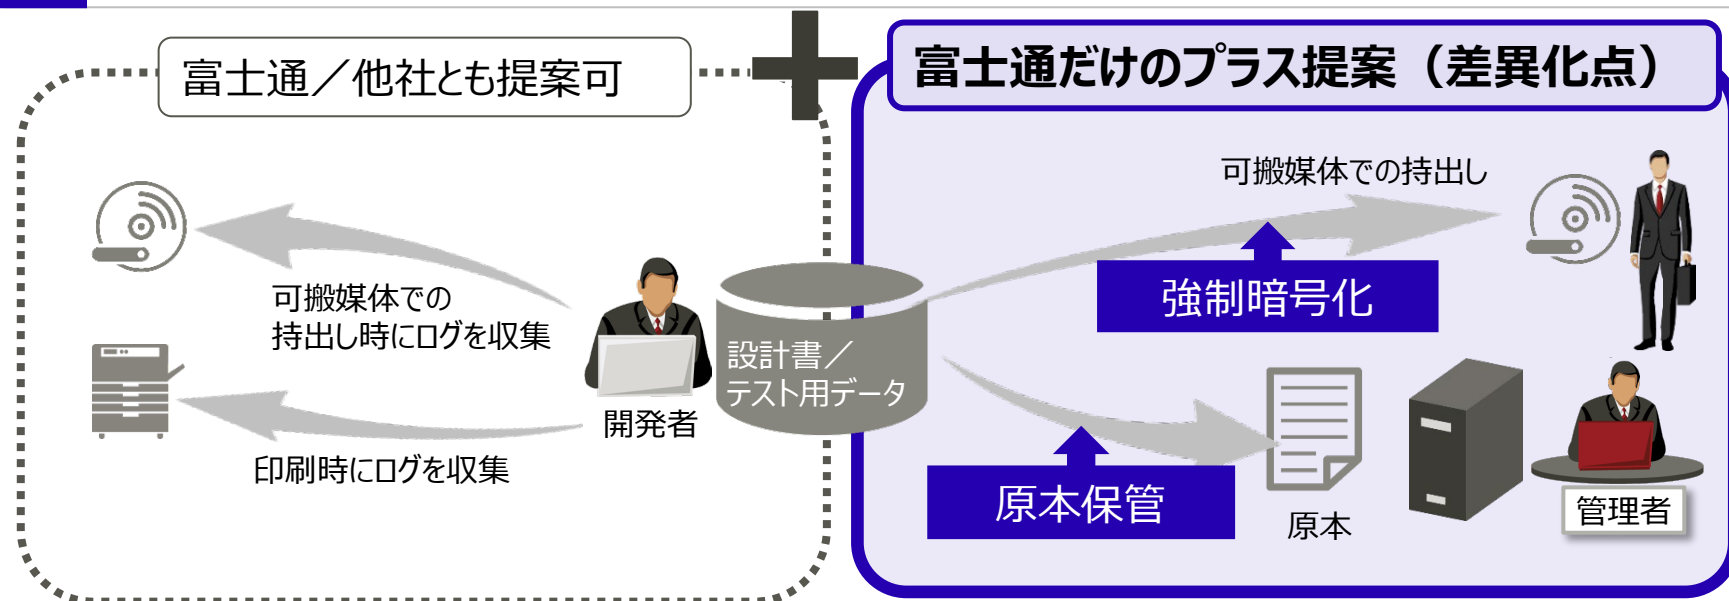 富士通／他社とも提案可
富士通だけのプラス提案（差異化点）
可搬媒体での
持出し時にログを収集
印刷時にログを収集
開発者
設計書／
テスト用データ
可搬媒体での持出し
強制暗号化
原本保管
原本
管理者